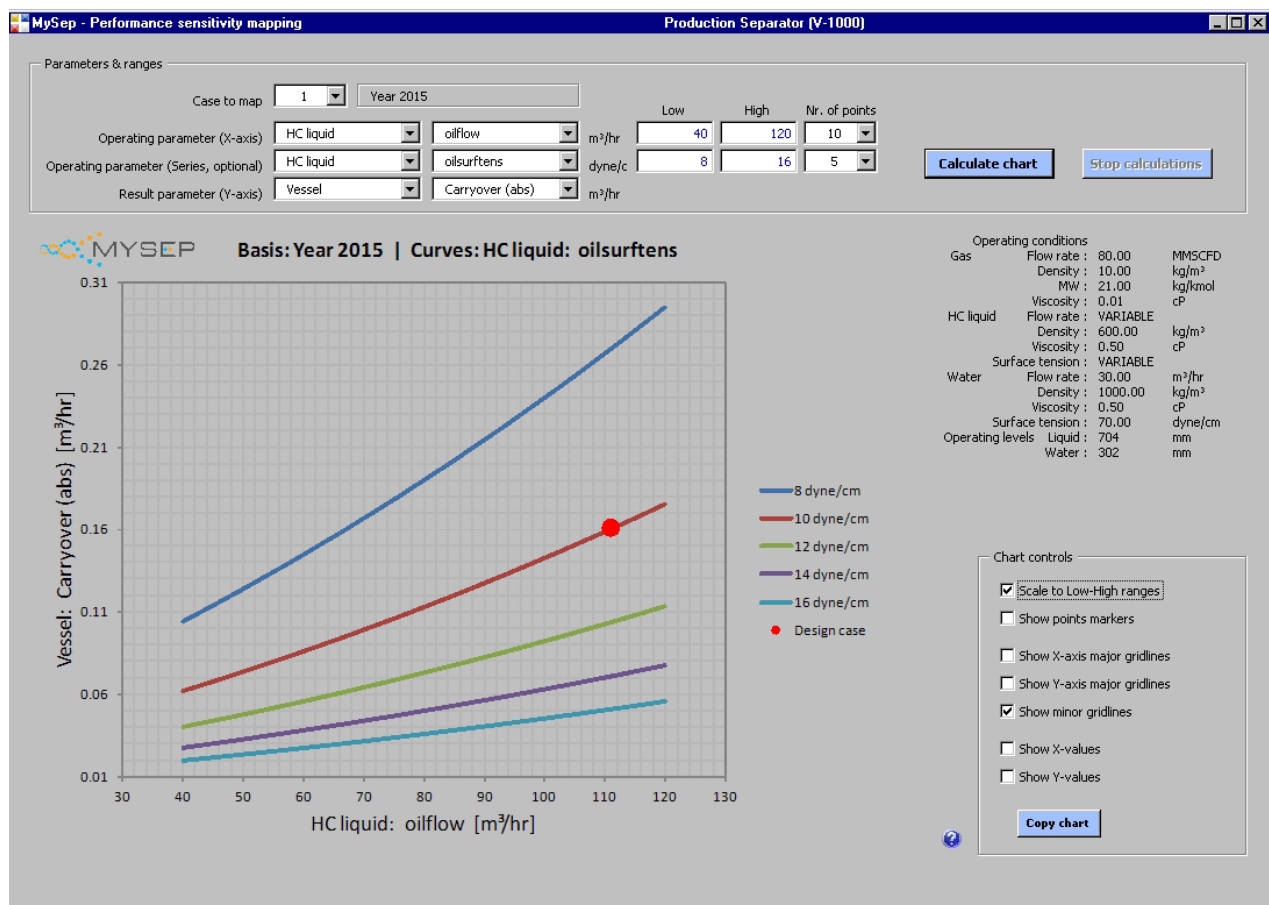 MySep - Performance sensitivity mapping Production Separator (V-1000)
Parameters & ranges
Case to map 1 Year 2015
Low High Nr. of points
Operating parameter (X-axis) HC liquid oilflow m³/hr 40 120 10
Operating parameter (Series, optional) HC liquid oilsurftens dyne/c 8 16 5
Result parameter (Y-axis) Vessel Carryover (abs) m³/hr
Calculate chart Stop calculations
MYSEP Basis: Year 2015 | Curves: HC liquid: oilsurftens
0.31
0.26
0.21
0.16
0.11
0.06
0.01
Vessel: Carryover (abs) [m³/hr]
30 40 50 60 70 80 90 100 110 120 130
HC liquid: oilflow [m³/hr]
8 dyne/cm
10 dyne/cm
12 dyne/cm
14 dyne/cm
16 dyne/cm
Design case
Operating conditions
Gas Flow rate : 80.00 MMSCFD
Density : 10.00 kg/m³
MW : 21.00 kg/kmol
Viscosity : 0.01 cP
HC liquid Flow rate : VARIABLE
Density : 600.00 kg/m³
Viscosity : 0.50 cP
Surface tension : VARIABLE
Water Flow rate : 30.00 m³/hr
Density : 1000.00 kg/m³
Viscosity : 0.50 cP
Surface tension : 70.00 dyne/cm
Operating levels Liquid : 704 mm
Water : 302 mm
Chart controls
Scale to Low-High ranges
Show points markers
Show X-axis major gridlines
Show Y-axis major gridlines
Show minor gridlines
Show X-values
Show Y-values
Copy chart